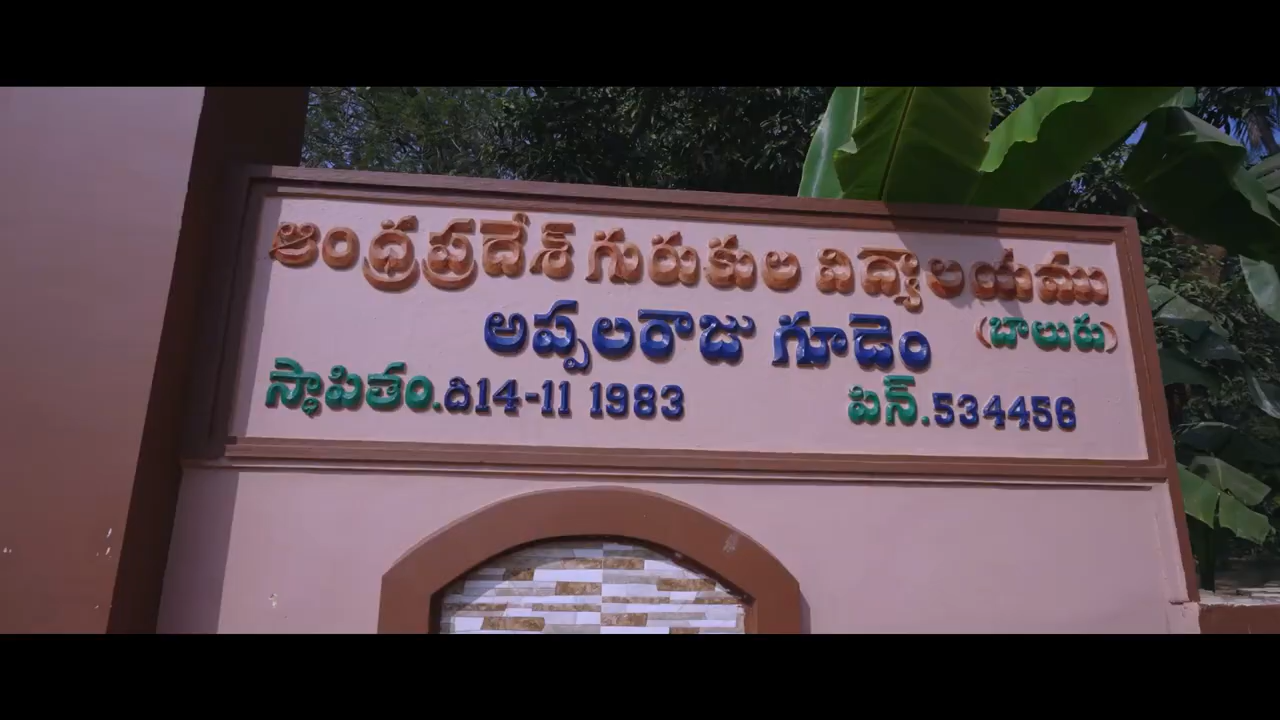 ఆంధ్రప్రదేశ్ గురుకుల విద్యాలయము
అప్పలరాజు గూడెం (బాలురు)
స్థాపితం.ది14-11 1983 పిన్.534456